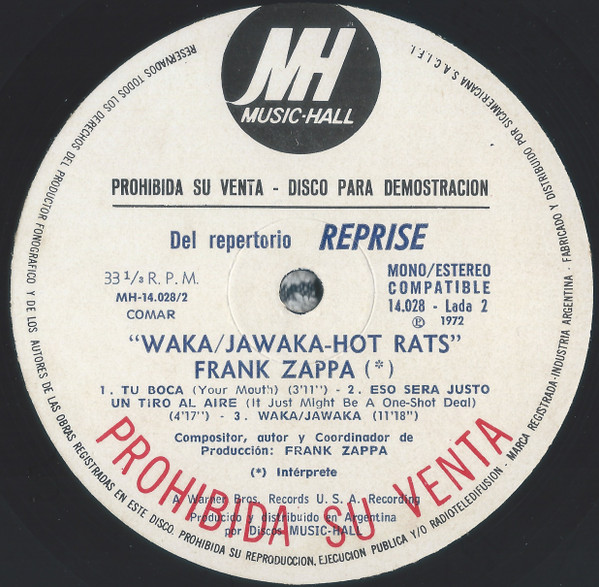 MH
MUSIC-HALL
PROHIBIDA SU VENTA - DISCO PARA DEMOSTRACION
Del repertorio REPRISE
33 1/3 R. P. M.
MH-14.028/2
COMAR
MONO/ESTEREO
COMPATIBLE
14.028 - Lada 2
Ⓟ 1972
"WAKA/JAWAKA-HOT RATS"
FRANK ZAPPA (*)
1. TU BOCA (Your Mouth) (3'11") - 2. ESO SERA JUSTO
UN TIRO AL AIRE (It Just Might Be A One-Shot Deal)
(4'17") - 3. WAKA/JAWAKA (11'18")
Compositor, autor y Coordinador de
Producción: FRANK ZAPPA
(*) Intérprete
A Warner Bros. Records U. S. A. Recording
Producido y distribuido en Argentina
por Discos MUSIC-HALL
PROHIBIDA SU VENTA
RESERVADOS TODOS LOS DERECHOS DEL PRODUCTOR FONOGRAFICO Y DE LOS AUTORES DE LAS OBRAS REGISTRADAS EN ESTE DISCO. PROHIBIDA SU REPRODUCCION, EJECUCION PUBLICA Y/O RADIOTELEDIFUSION - MARCA REGISTRADA-INDUSTRIA ARGENTINA - FABRICADO Y DISTRIBUIDO POR SICAMERICANA S.A.C.I.F.I.